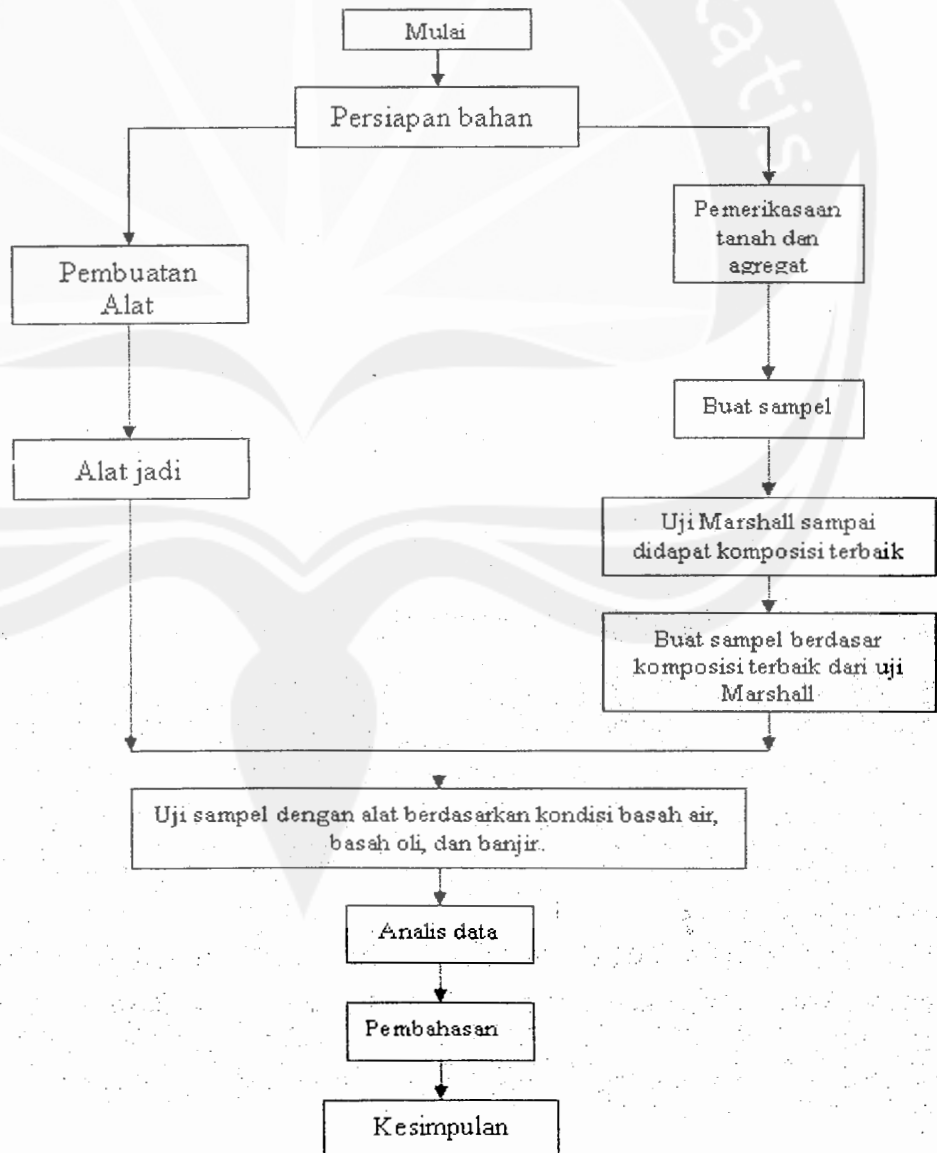 catis
Mulai
Persiapan bahan
Pemerikasaan
tanah dan
agregat
Pembuatan
Alat
Buat sampel
Alat jadi
Uji Marshall sampai
didapat komposisi terbaik
Buat sampel berdasar
komposisi terbaik dari uji
Marshall
Uji sampel dengan alat berdasarkan kondisi basah air,
basah oli, dan banjir.
Analis data
Pembahasan
Kesimpulan